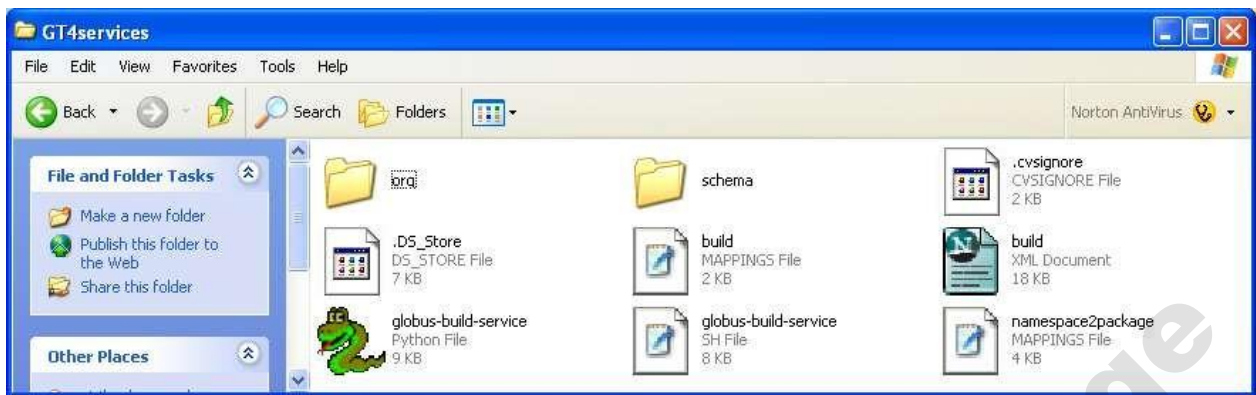 GT4services
File Edit View Favorites Tools Help
Back Search Folders Norton AntiVirus
File and Folder Tasks
Make a new folder
Publish this folder to
the Web
Share this folder
Other Places
org
schema
.cvsignore
CVSIGNORE File
2 KB
.DS_Store
DS_STORE File
7 KB
build
MAPPINGS File
2 KB
build
XML Document
18 KB
globus-build-service
Python File
9 KB
globus-build-service
SH File
8 KB
namespace2package
MAPPINGS File
4 KB